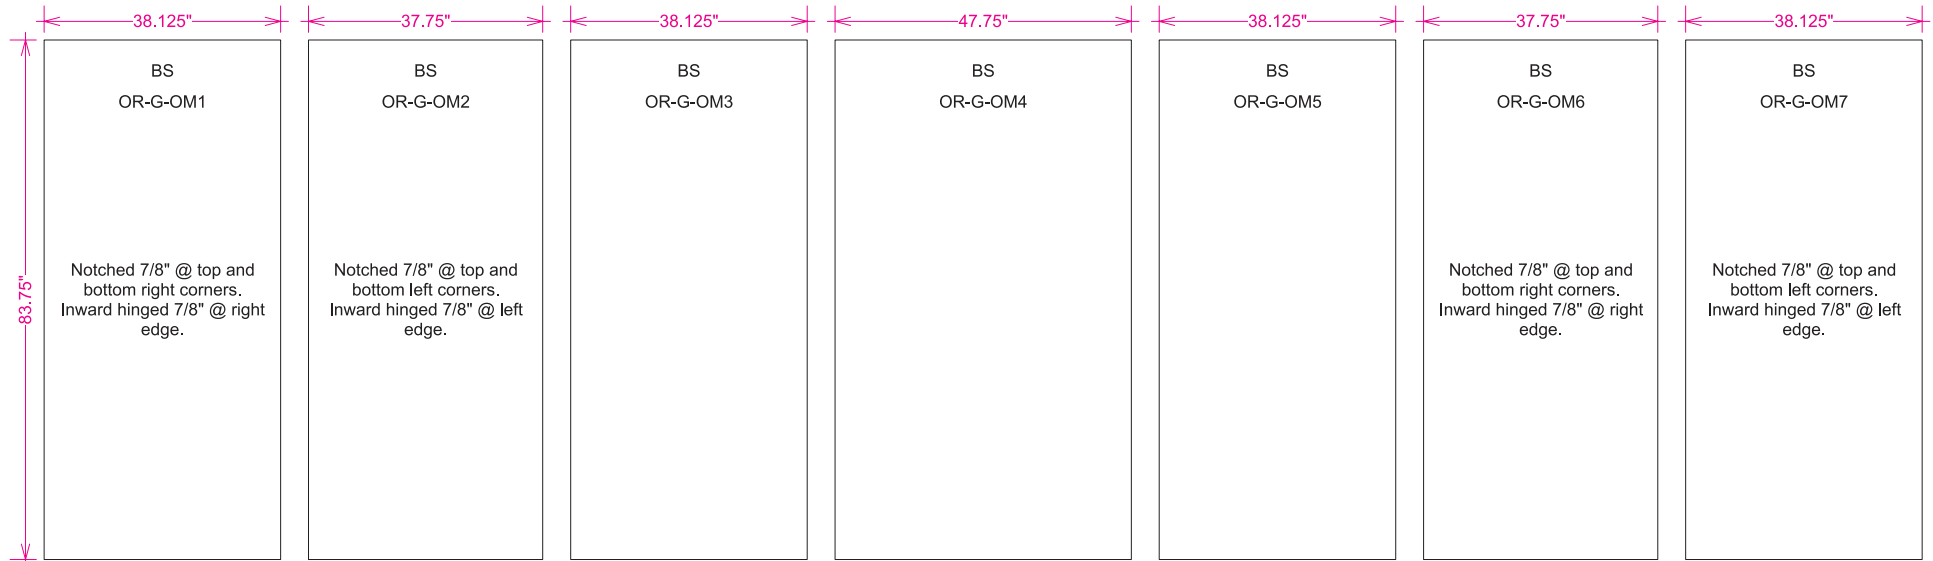 38.125"
37.75"
38.125"
47.75"
38.125"
37.75"
38.125"
83.75"
BS
OR-G-OM1
Notched 7/8" @ top and
bottom right corners.
Inward hinged 7/8" @ right
edge.
BS
OR-G-OM2
Notched 7/8" @ top and
bottom left corners.
Inward hinged 7/8" @ left
edge.
BS
OR-G-OM3
BS
OR-G-OM4
BS
OR-G-OM5
BS
OR-G-OM6
Notched 7/8" @ top and
bottom right corners.
Inward hinged 7/8" @ right
edge.
BS
OR-G-OM7
Notched 7/8" @ top and
bottom left corners.
Inward hinged 7/8" @ left
edge.